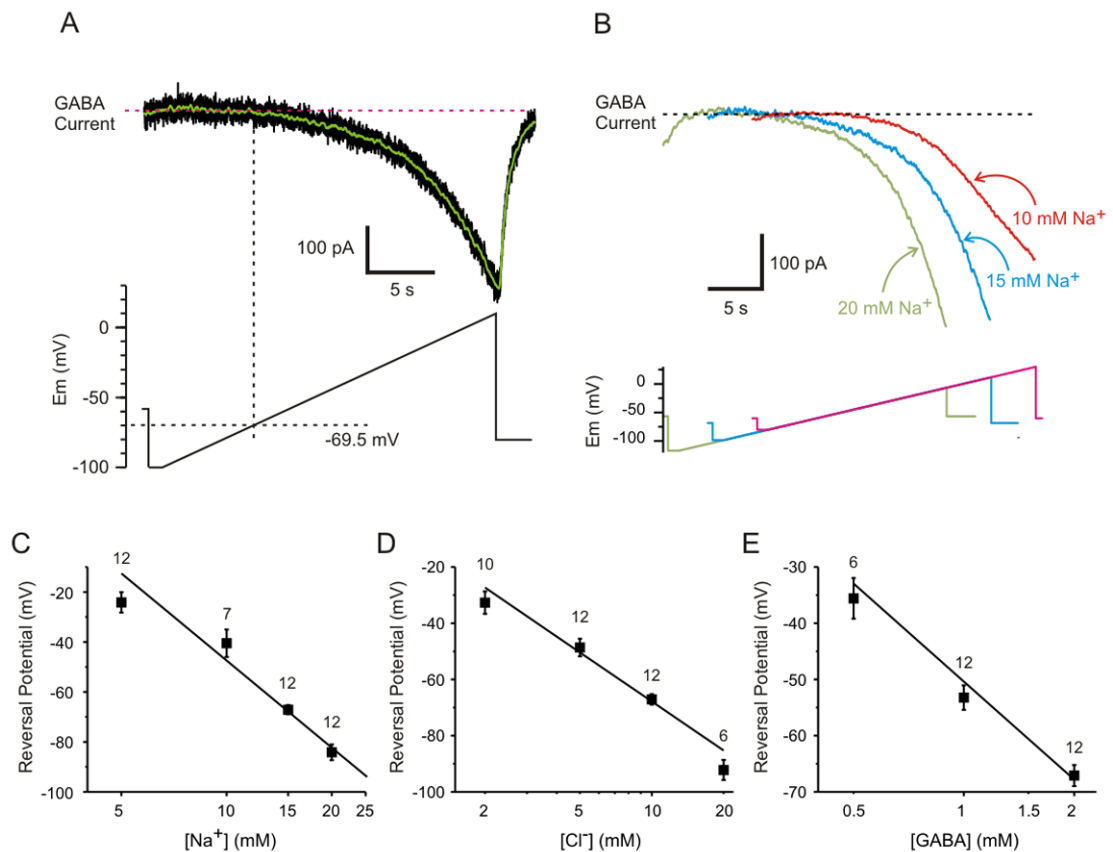 A
GABA
Current
100 pA
5 s
Em (mV)
0
-50
-100
-69.5 mV
B
GABA
Current
10 mM Na⁺
15 mM Na⁺
20 mM Na⁺
100 pA
5 s
Em (mV)
0
-50
-100
C
Reversal Potential (mV)
-20
-40
-60
-80
-100
12
7
12
12
5
10
15
20
25
[Na⁺] (mM)
D
Reversal Potential (mV)
-20
-40
-60
-80
-100
10
12
12
6
2
5
10
20
[Cl⁻] (mM)
E
Reversal Potential (mV)
-30
-40
-50
-60
-70
6
12
12
0.5
1
1.5
2
[GABA] (mM)